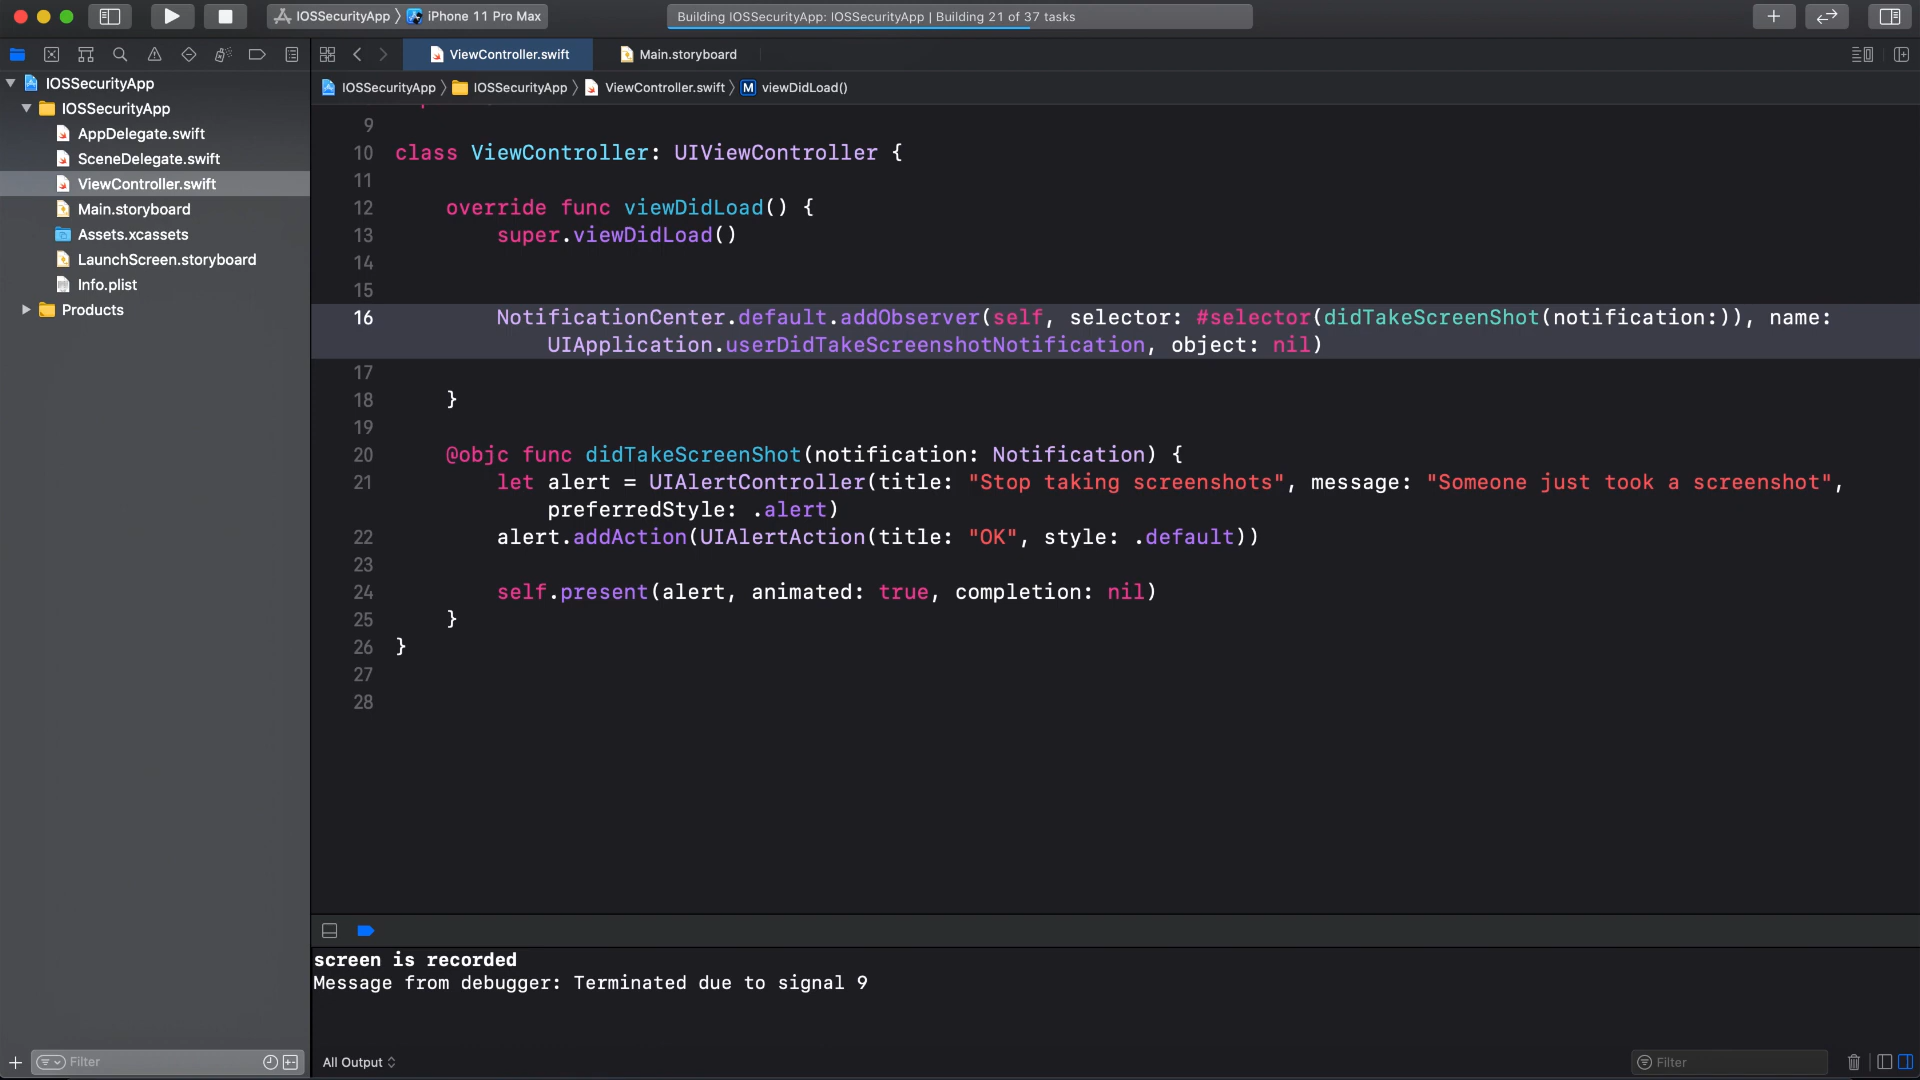 IOSSecurityApp 〉 iPhone 11 Pro Max
Building IOSSecurityApp: IOSSecurityApp | Building 21 of 37 tasks
ViewController.swift
Main.storyboard
IOSSecurityApp
IOSSecurityApp
AppDelegate.swift
SceneDelegate.swift
ViewController.swift
Main.storyboard
Assets.xcassets
LaunchScreen.storyboard
Info.plist
Products
IOSSecurityApp 〉 IOSSecurityApp 〉 ViewController.swift 〉 M viewDidLoad()
9
10 class ViewController: UIViewController {
11
12 override func viewDidLoad() {
13 super.viewDidLoad()
14
15
16 NotificationCenter.default.addObserver(self, selector: #selector(didTakeScreenShot(notification:)), name:
UIApplication.userDidTakeScreenshotNotification, object: nil)
17
18 }
19
20 @objc func didTakeScreenShot(notification: Notification) {
21 let alert = UIAlertController(title: "Stop taking screenshots", message: "Someone just took a screenshot",
preferredStyle: .alert)
22 alert.addAction(UIAlertAction(title: "OK", style: .default))
23
24 self.present(alert, animated: true, completion: nil)
25 }
26 }
27
28
screen is recorded
Message from debugger: Terminated due to signal 9
Filter
All Output
Filter